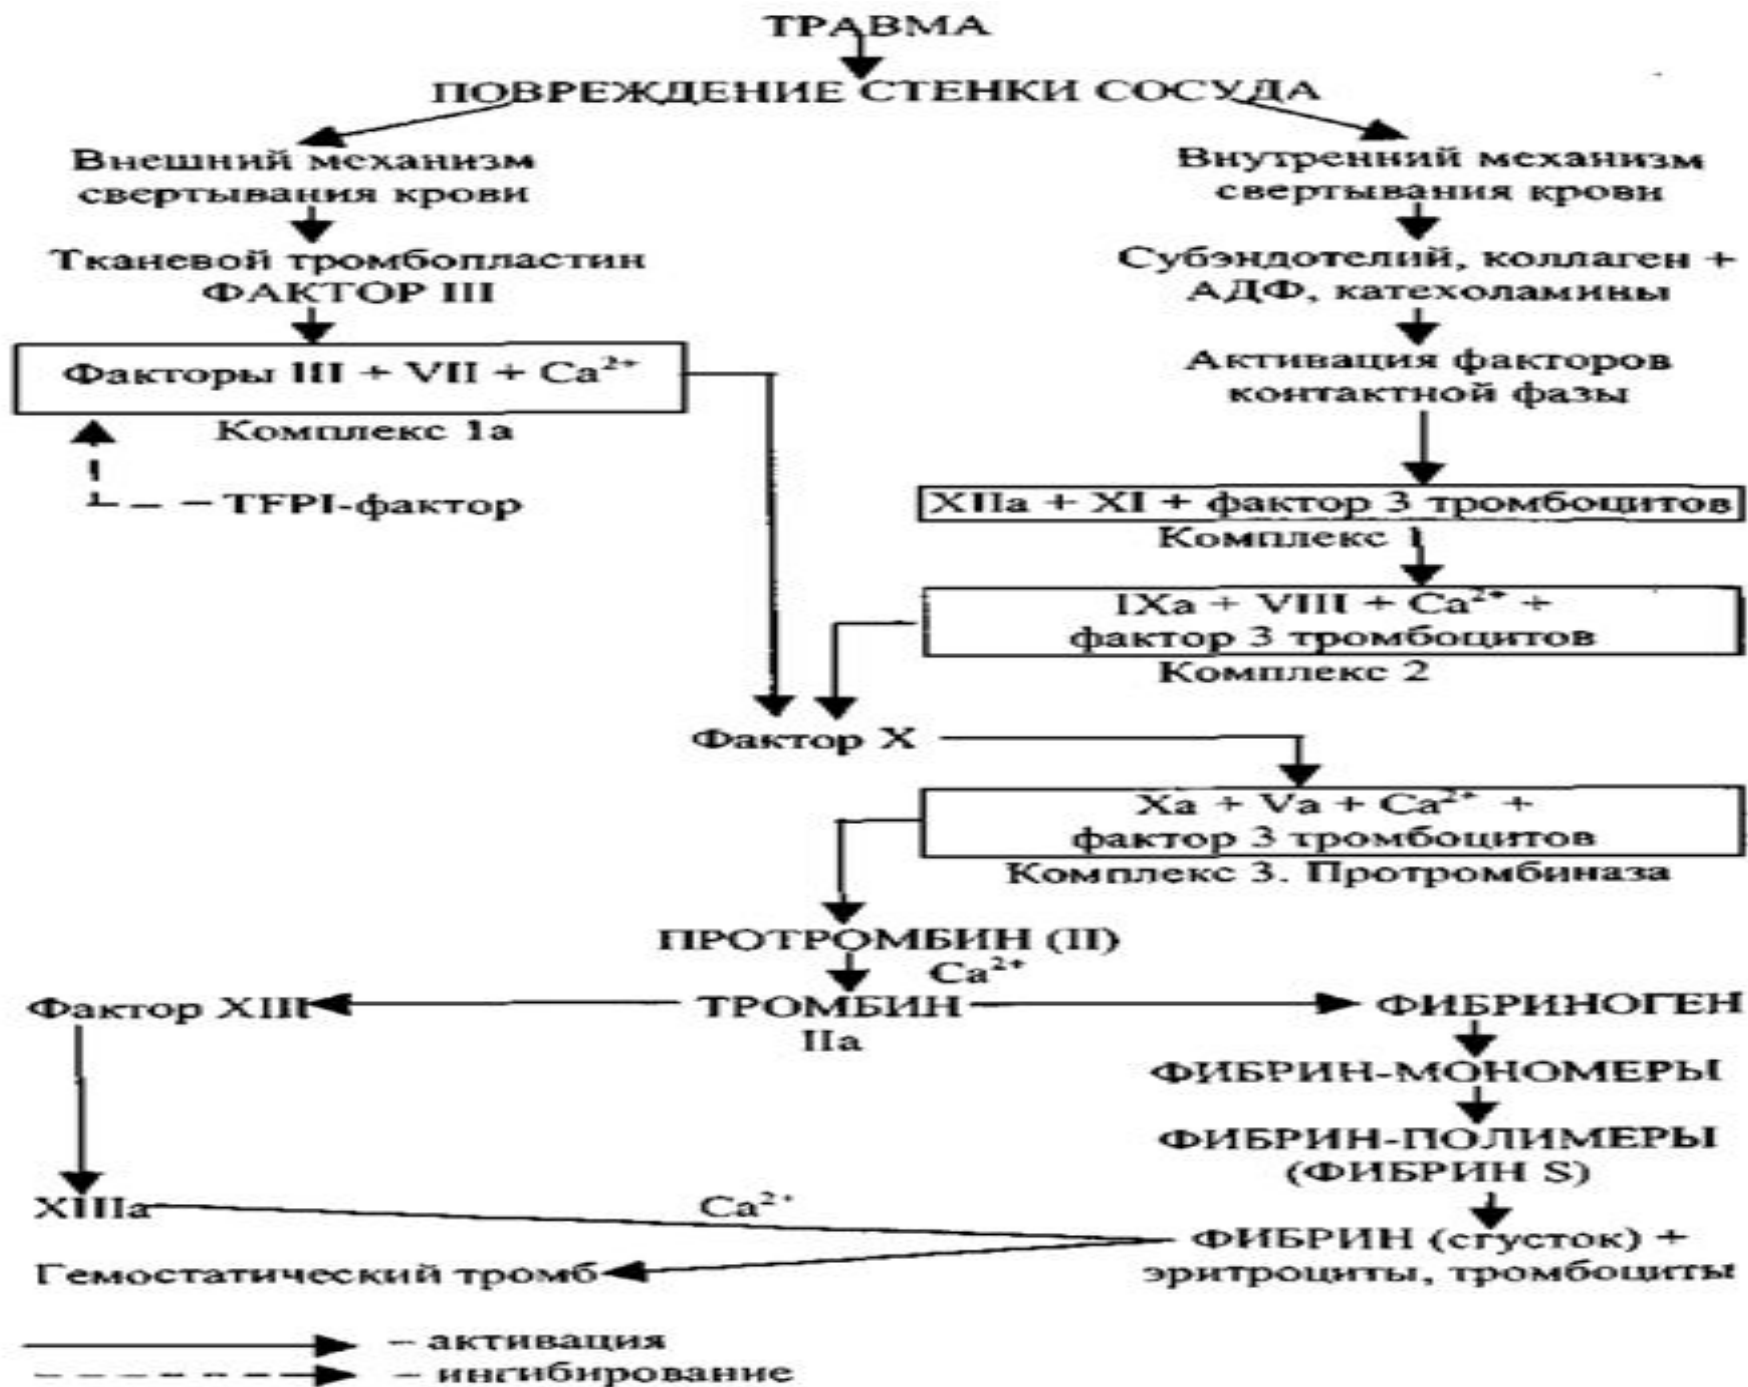 ТРАВМА
ПОВРЕЖДЕНИЕ СТЕНКИ СОСУДА
Внешний механизм
свертывания крови
Тканевой тромбопластин
ФАКТОР III
Факторы III + VII + Ca²⁺
Комплекс 1а
TFPI-фактор
Внутренний механизм
свертывания крови
Субэндотелий, коллаген +
АДФ, катехоламины
Активация факторов
контактной фазы
XIIa + XI + фактор 3 тромбоцитов
Комплекс 1
IXa + VIII + Ca²⁺ +
фактор 3 тромбоцитов
Комплекс 2
Фактор X
Xa + Va + Ca²⁺ +
фактор 3 тромбоцитов
Комплекс 3. Протромбиназа
ПРОТРОМБИН (II)
Ca²⁺
Фактор XIII
ТРОМБИН
IIa
ФИБРИНОГЕН
ФИБРИН-МОНОМЕРЫ
ФИБРИН-ПОЛИМЕРЫ
(ФИБРИН S)
XIIIa
Ca²⁺
ФИБРИН (сгусток) +
эритроциты, тромбоциты
Гемостатический тромб
– активация
– ингибирование